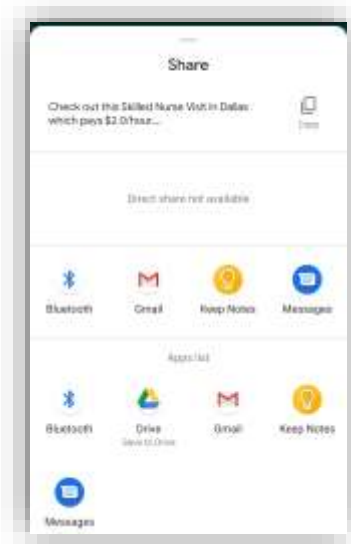 Share
Check out this Skilled Nurse Visit in Dallas
which pays $2.0/hour...
Copy
Direct share not available
Bluetooth Gmail Keep Notes Messages
Apps list
Bluetooth Drive Gmail Keep Notes
Save to Drive
Messages